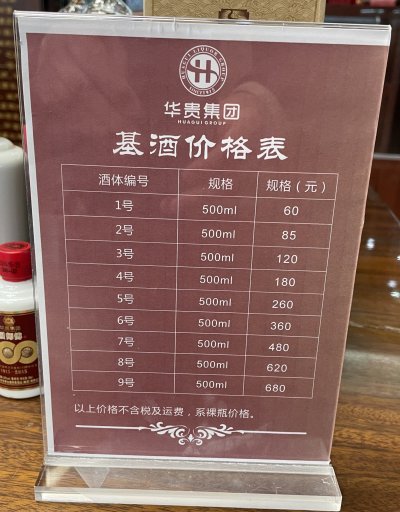 HUAGUI LIQUOR GROUP
华贵集团
HUAGUI GROUP
基酒价格表
酒体编号 规格 规格（元）
1号 500ml 60
2号 500ml 85
3号 500ml 120
4号 500ml 180
5号 500ml 260
6号 500ml 360
7号 500ml 480
8号 500ml 620
9号 500ml 680
以上价格不含税及运费，系裸瓶价格。